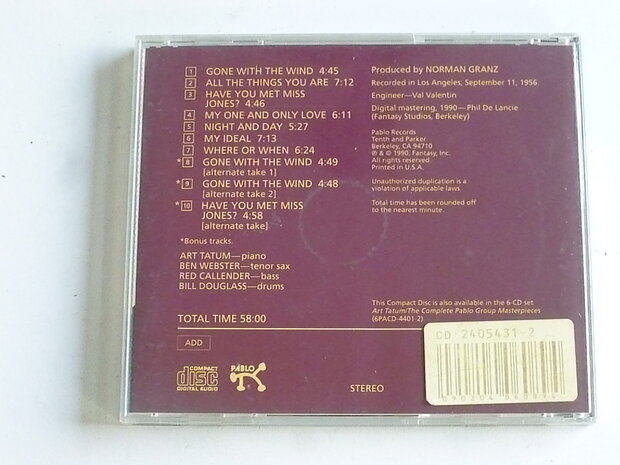 1 GONE WITH THE WIND 4:45
2 ALL THE THINGS YOU ARE 7:12
3 HAVE YOU MET MISS
JONES? 4:46
4 MY ONE AND ONLY LOVE 6:11
5 NIGHT AND DAY 5:27
6 MY IDEAL 7:13
7 WHERE OR WHEN 6:24
*8 GONE WITH THE WIND 4:49
[alternate take 1]
*9 GONE WITH THE WIND 4:48
[alternate take 2]
*10 HAVE YOU MET MISS
JONES? 4:58
[alternate take]
*Bonus tracks.
ART TATUM—piano
BEN WEBSTER—tenor sax
RED CALLENDER—bass
BILL DOUGLASS—drums
TOTAL TIME 58:00
ADD
COMPACT
disc
DIGITAL AUDIO
PABLO
STEREO
Produced by NORMAN GRANZ
Recorded in Los Angeles, September 11, 1956.
Engineer—Val Valentin
Digital mastering, 1990—Phil De Lancie
(Fantasy Studios, Berkeley)
Pablo Records
Tenth and Parker
Berkeley, CA 94710
℗ & © 1990, Fantasy, Inc.
All rights reserved.
Printed in U.S.A.
Unauthorized duplication is a
violation of applicable laws.
Total time has been rounded off
to the nearest minute.
This Compact Disc is also available in the 6-CD set
Art Tatum/The Complete Pablo Group Masterpieces
(6PACD-4401-2)
CD 2405431-2